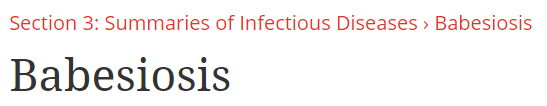 Section 3: Summaries of Infectious Diseases › Babesiosis
Babesiosis